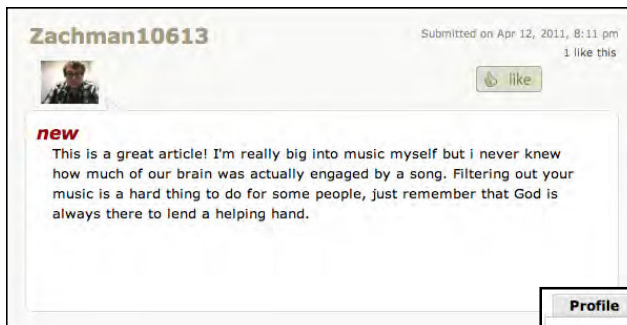 Zachman10613
Submitted on Apr 12, 2011, 8:11 pm
1 like this
like
new
This is a great article! I'm really big into music myself but i never knew
how much of our brain was actually engaged by a song. Filtering out your
music is a hard thing to do for some people, just remember that God is
always there to lend a helping hand.
Profile